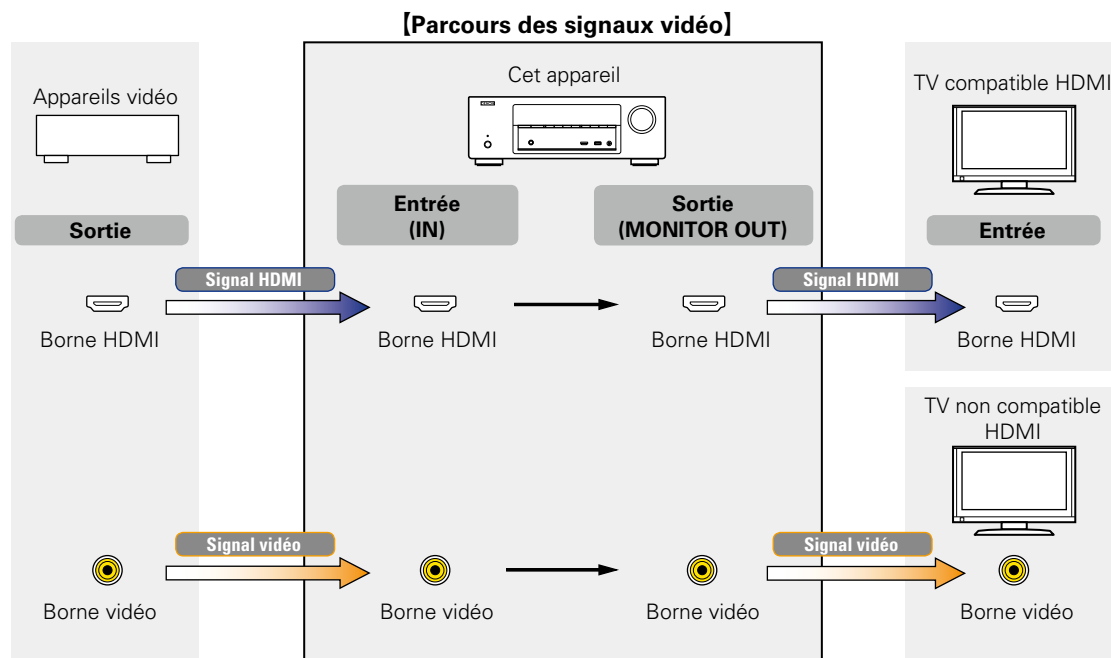 【Parcours des signaux vidéo】
Appareils vidéo
Cet appareil
TV compatible HDMI
DENON
Sortie
Entrée
(IN)
Sortie
(MONITOR OUT)
Entrée
Signal HDMI
Signal HDMI
Borne HDMI
Borne HDMI
Borne HDMI
Borne HDMI
TV non compatible
HDMI
Signal vidéo
Signal vidéo
Borne vidéo
Borne vidéo
Borne vidéo
Borne vidéo